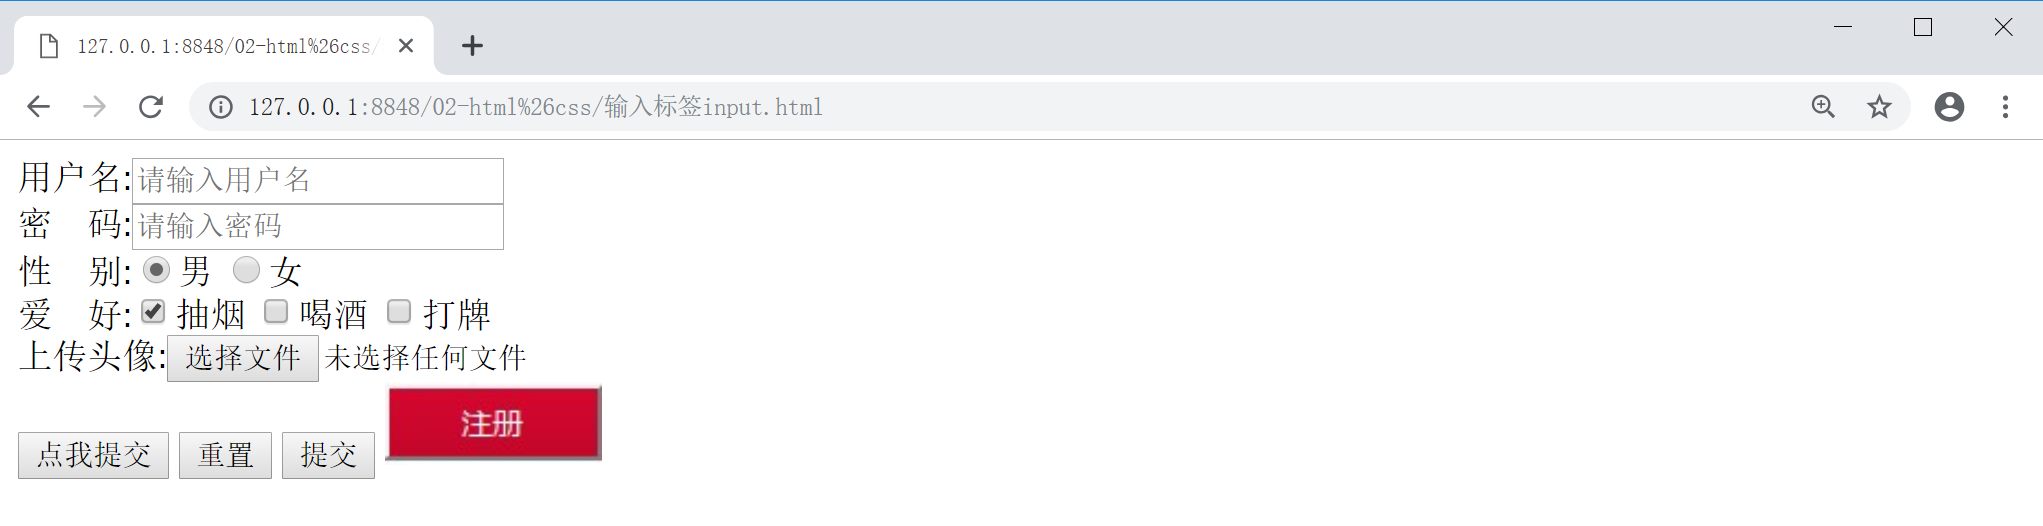 127.0.0.1:8848/02-html%26css/
127.0.0.1:8848/02-html%26css/输入标签input.html
用户名:请输入用户名
密　码:请输入密码
性　别: 男 女
爱　好: 抽烟 喝酒 打牌
上传头像:选择文件 未选择任何文件
注册
点我提交 重置 提交